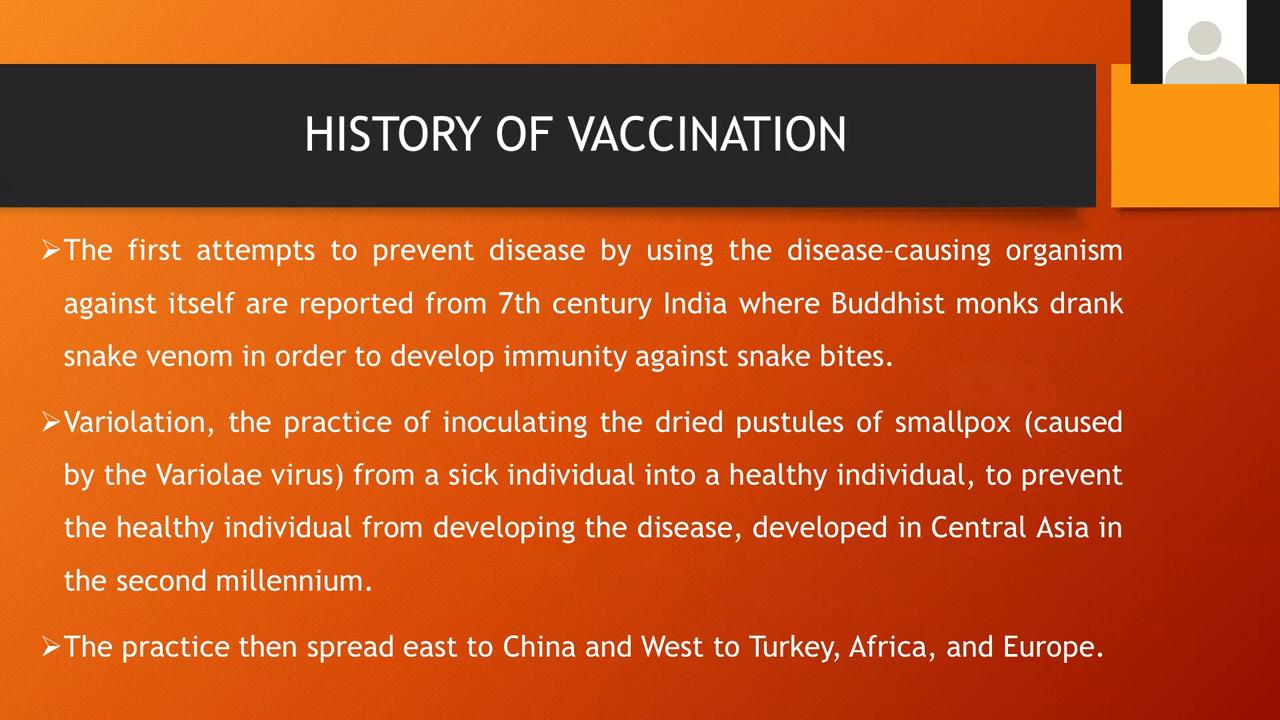 HISTORY OF VACCINATION
➢The first attempts to prevent disease by using the disease–causing organism
against itself are reported from 7th century India where Buddhist monks drank
snake venom in order to develop immunity against snake bites.
➢Variolation, the practice of inoculating the dried pustules of smallpox (caused
by the Variolae virus) from a sick individual into a healthy individual, to prevent
the healthy individual from developing the disease, developed in Central Asia in
the second millennium.
➢The practice then spread east to China and West to Turkey, Africa, and Europe.